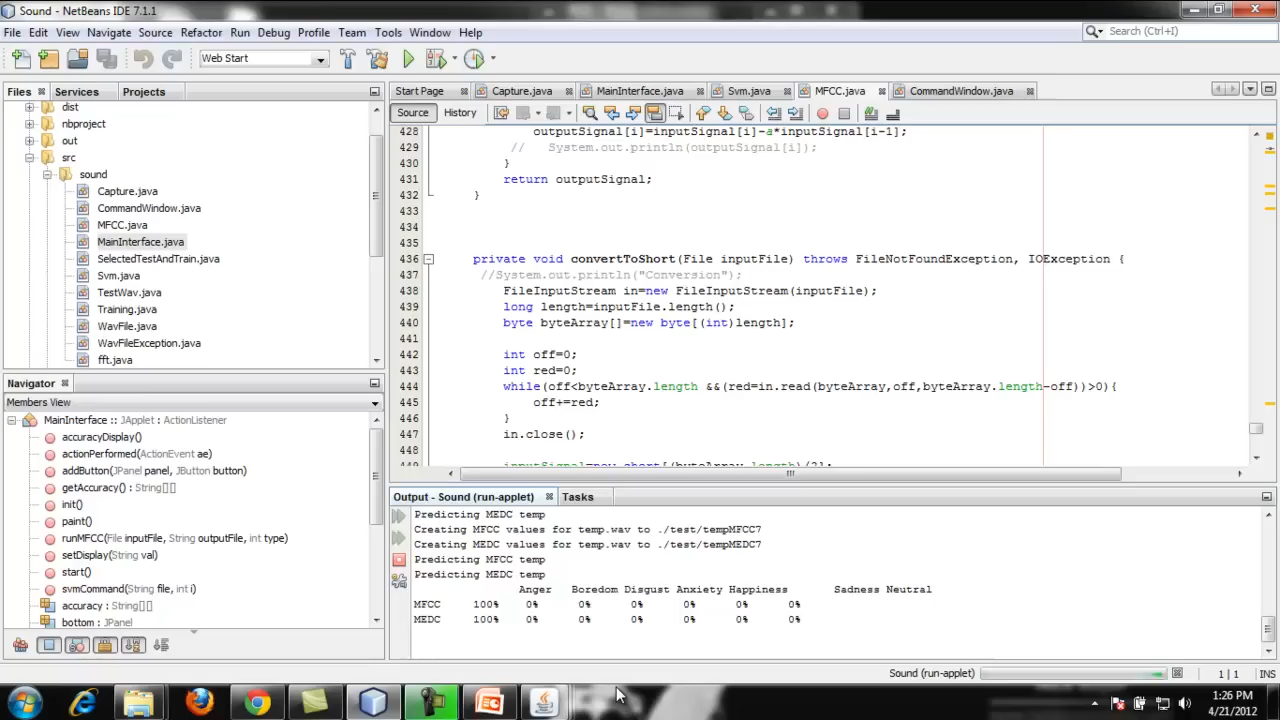 Sound - NetBeans IDE 7.1.1
File Edit View Navigate Source Refactor Run Debug Profile Team Tools Window Help
Search (Ctrl+I)
Web Start
Files Services Projects
dist
nbproject
out
src
sound
Capture.java
CommandWindow.java
MFCC.java
MainInterface.java
SelectedTestAndTrain.java
Svm.java
TestWav.java
Training.java
WavFile.java
WavFileException.java
fft.java
Navigator
Members View
MainInterface :: JApplet : ActionListener
accuracyDisplay()
actionPerformed(ActionEvent ae)
addButton(JPanel panel, JButton button)
getAccuracy() : String[][]
init()
paint()
runMFCC(File inputFile, String outputFile, int type)
setDisplay(String val)
start()
svmCommand(String file, int i)
accuracy : String[][]
bottom : JPanel
Start Page Capture.java MainInterface.java Svm.java MFCC.java CommandWindow.java
Source History
428 outputSignal[i]=inputSignal[i]-a*inputSignal[i-1];
429 // System.out.println(outputSignal[i]);
430 }
431 return outputSignal;
432 }
433
434
435
436 private void convertToShort(File inputFile) throws FileNotFoundException, IOException {
437 //System.out.println("Conversion");
438 FileInputStream in=new FileInputStream(inputFile);
439 long length=inputFile.length();
440 byte byteArray[]=new byte[(int)length];
441
442 int off=0;
443 int red=0;
444 while(off<byteArray.length &&(red=in.read(byteArray,off,byteArray.length-off))>0){
445 off+=red;
446 }
447 in.close();
448
449 inputSignal=new short[(byteArray.length)/2];
Output - Sound (run-applet) Tasks
Predicting MEDC temp
Creating MFCC values for temp.wav to ./test/tempMFCC7
Creating MEDC values for temp.wav to ./test/tempMEDC7
Predicting MFCC temp
Predicting MEDC temp
Anger Boredom Disgust Anxiety Happiness Sadness Neutral
MFCC 100% 0% 0% 0% 0% 0% 0%
MEDC 100% 0% 0% 0% 0% 0% 0%
Sound (run-applet) 1 | 1 INS
1:26 PM
4/21/2012